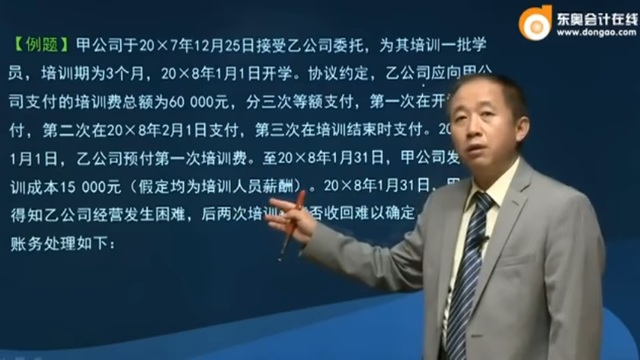 东奥会计在线
www.dongao.com
【例题】甲公司于20×7年12月25日接受乙公司委托,为其培训一批学
员,培训期为3个月,20×8年1月1日开学。协议约定,乙公司应向甲公
司支付的培训费总额为60 000元,分三次等额支付,第一次在开
付,第二次在20×8年2月1日支付,第三次在培训结束时支付。20
1月1日,乙公司预付第一次培训费。至20×8年1月31日,甲公司发
训成本15 000元(假定均为培训人员薪酬)。20×8年1月31日,
得知乙公司经营发生困难,后两次培训 否收回难以确定
账务处理如下: